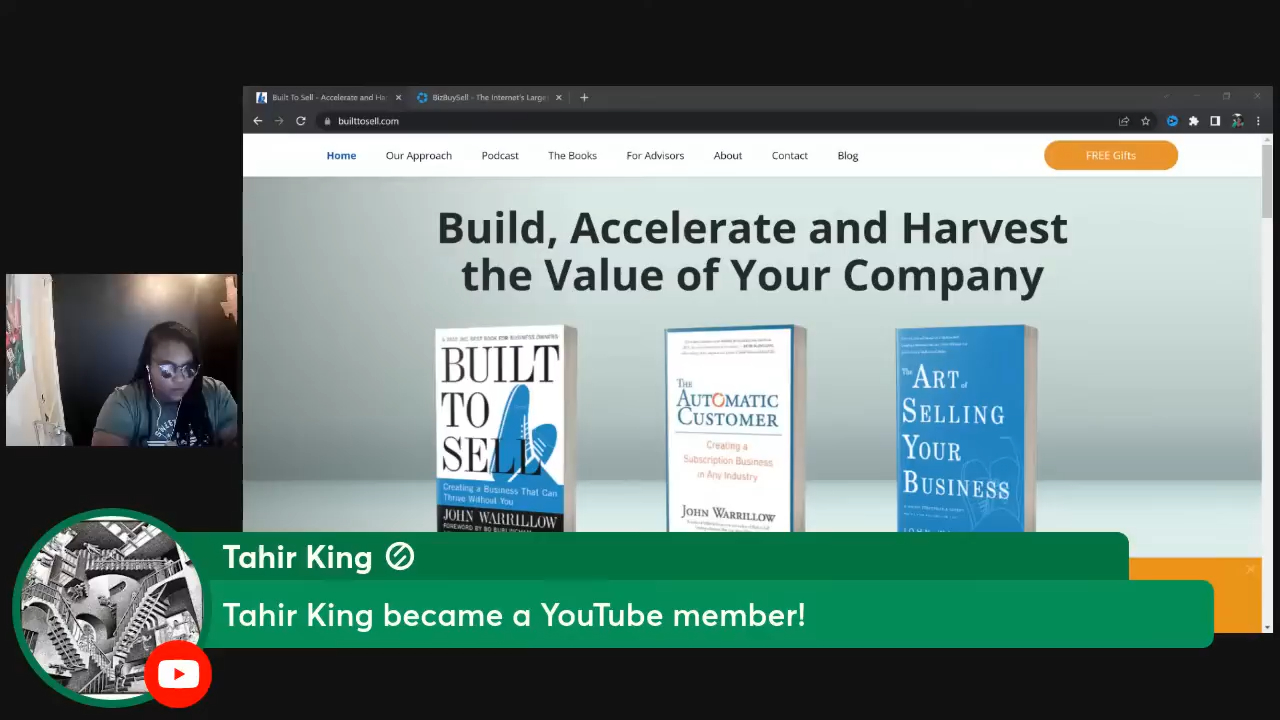 Built To Sell - Accelerate and Ha
BizBuySell - The Internet's Large
builttosell.com
Home
Our Approach
Podcast
The Books
For Advisors
About
Contact
Blog
FREE Gifts
Build, Accelerate and Harvest
the Value of Your Company
BUILT
TO
SELL
Creating a Business That Can
Thrive Without You
JOHN WARRILLOW
THE
AUTOMATIC
CUSTOMER
Creating a
Subscription Business
in Any Industry
JOHN WARRILLOW
The ART of
SELLING
YOUR
BUSINESS
Tahir King
Tahir King became a YouTube member!